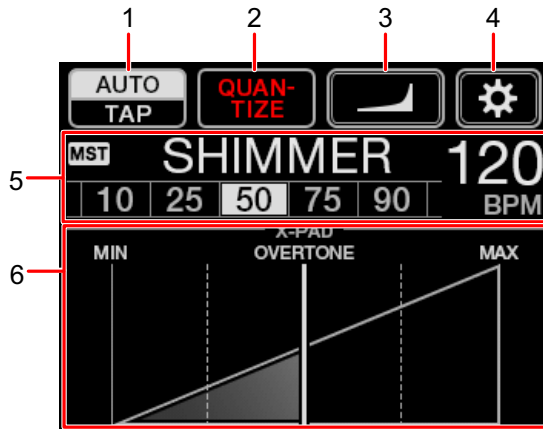 1 2 3 4
AUTO
TAP
QUAN-
TIZE
5
MST SHIMMER 120
10 25 50 75 90 BPM
6
X-PAD
MIN OVERTONE MAX